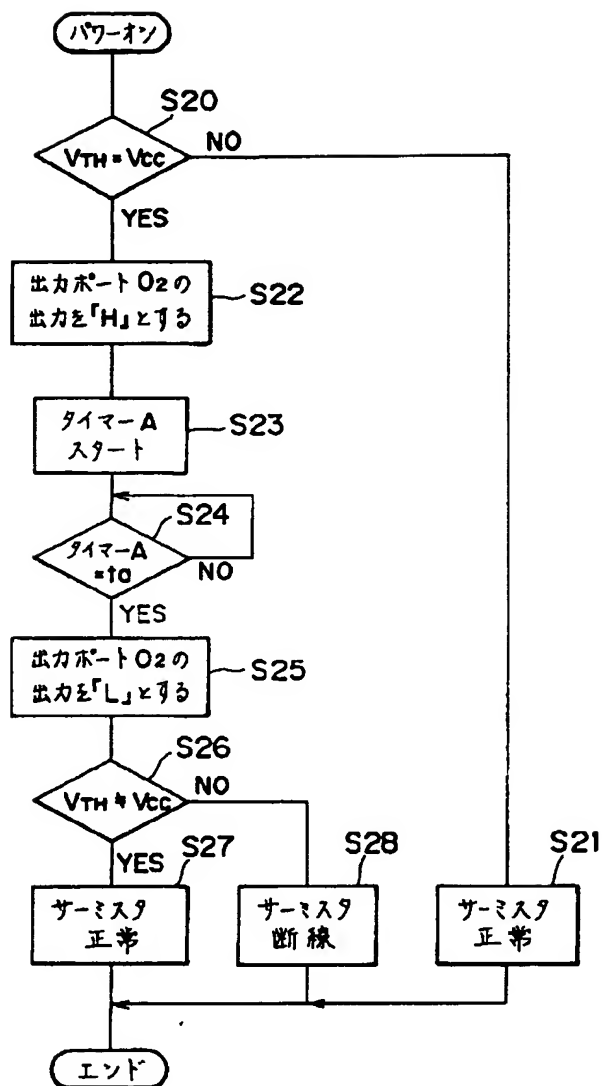 パワーオン
S20
VTH = VCC
NO
YES
出力ポートO2の
出力を「H」とする
S22
タイマーA
スタート
S23
S24
タイマーA
=ta
NO
YES
出力ポートO2の
出力を「L」とする
S25
S26
VTH ≠ VCC
NO
YES
S27
S28
S21
サーミスタ
正常
サーミスタ
断線
サーミスタ
正常
エンド